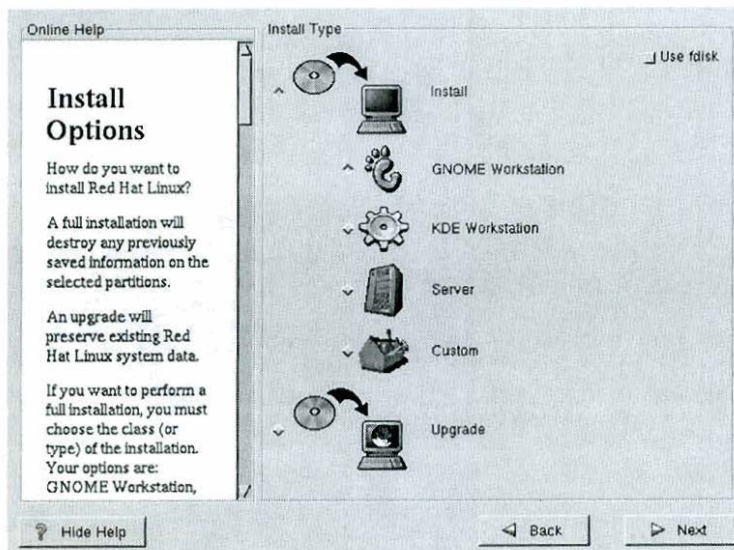 Online Help
Install
Options
How do you want to
install Red Hat Linux?
A full installation will
destroy any previously
saved information on the
selected partitions.
An upgrade will
preserve existing Red
Hat Linux system data.
If you want to perform a
full installation, you must
choose the class (or
type) of the installation.
Your options are:
GNOME Workstation,
Install Type
Use fdisk
Install
GNOME Workstation
KDE Workstation
Server
Custom
Upgrade
Hide Help
Back
Next